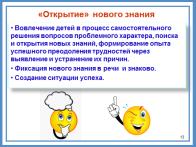 «Открытие» нового знания
• Вовлечение детей в процесс самостоятельного
решения вопросов проблемного характера, поиска
и открытия новых знаний, формирование опыта
успешного преодоления трудностей через
выявление и устранение их причин.
• Фиксация нового знания в речи и знаково.
• Создание ситуации успеха.